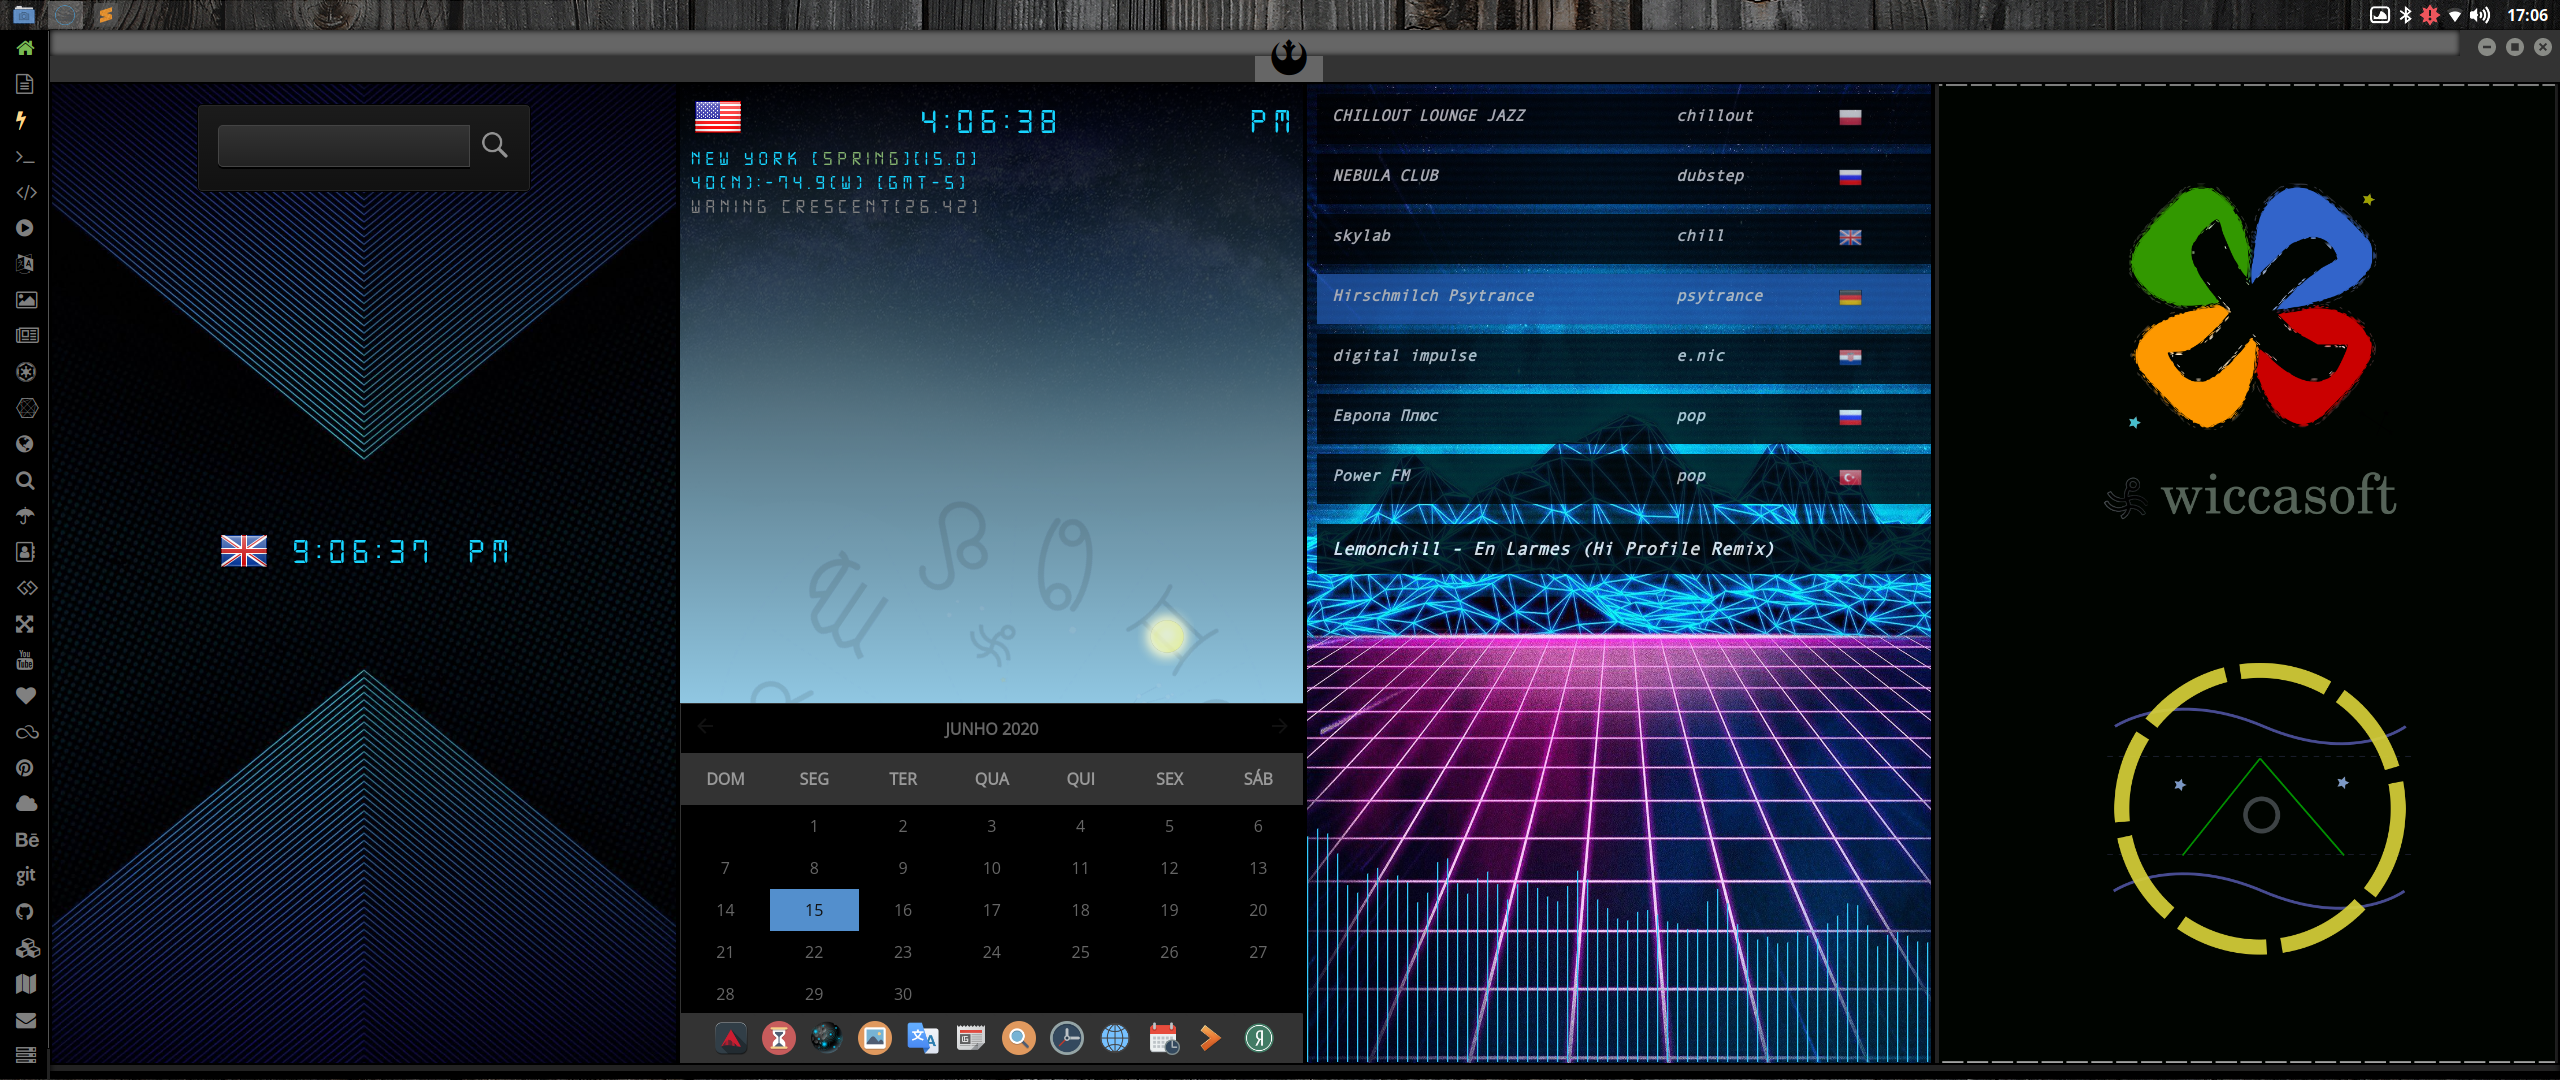 17:06
9:06:37 PM
4:06:38 PM
NEW YORK [SPRING][15.0]
40(N):-74.9(W) [GMT-5]
WANING CRESCENT[26.42]
JUNHO 2020
DOM SEG TER QUA QUI SEX SÁB
1 2 3 4 5 6
7 8 9 10 11 12 13
14 15 16 17 18 19 20
21 22 23 24 25 26 27
28 29 30
CHILLOUT LOUNGE JAZZ chillout
NEBULA CLUB dubstep
skylab chill
Hirschmilch Psytrance psytrance
digital impulse e.nic
Европа Плюс pop
Power FM pop
Lemonchill - En Larmes (Hi Profile Remix)
wiccasoft
You
Tube
Bē
git
Я